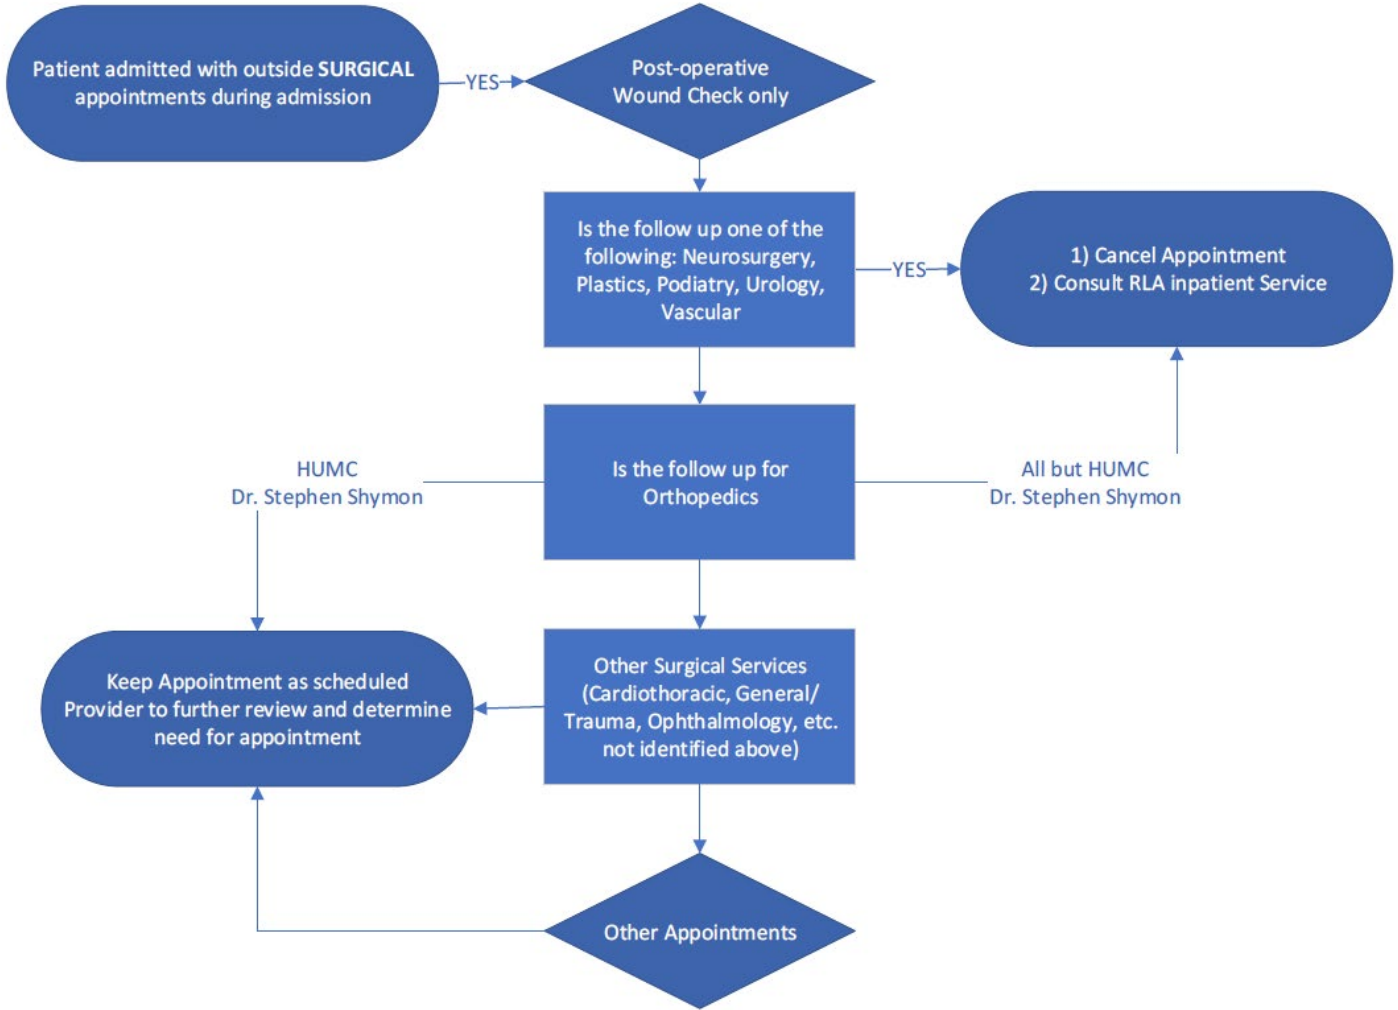 Patient admitted with outside SURGICAL
appointments during admission
YES
Post-operative
Wound Check only
Is the follow up one of the
following: Neurosurgery,
Plastics, Podiatry, Urology,
Vascular
YES
1) Cancel Appointment
2) Consult RLA inpatient Service
HUMC
Dr. Stephen Shymon
Is the follow up for
Orthopedics
All but HUMC
Dr. Stephen Shymon
Keep Appointment as scheduled
Provider to further review and determine
need for appointment
Other Surgical Services
(Cardiothoracic, General/
Trauma, Ophthalmology, etc.
not identified above)
Other Appointments